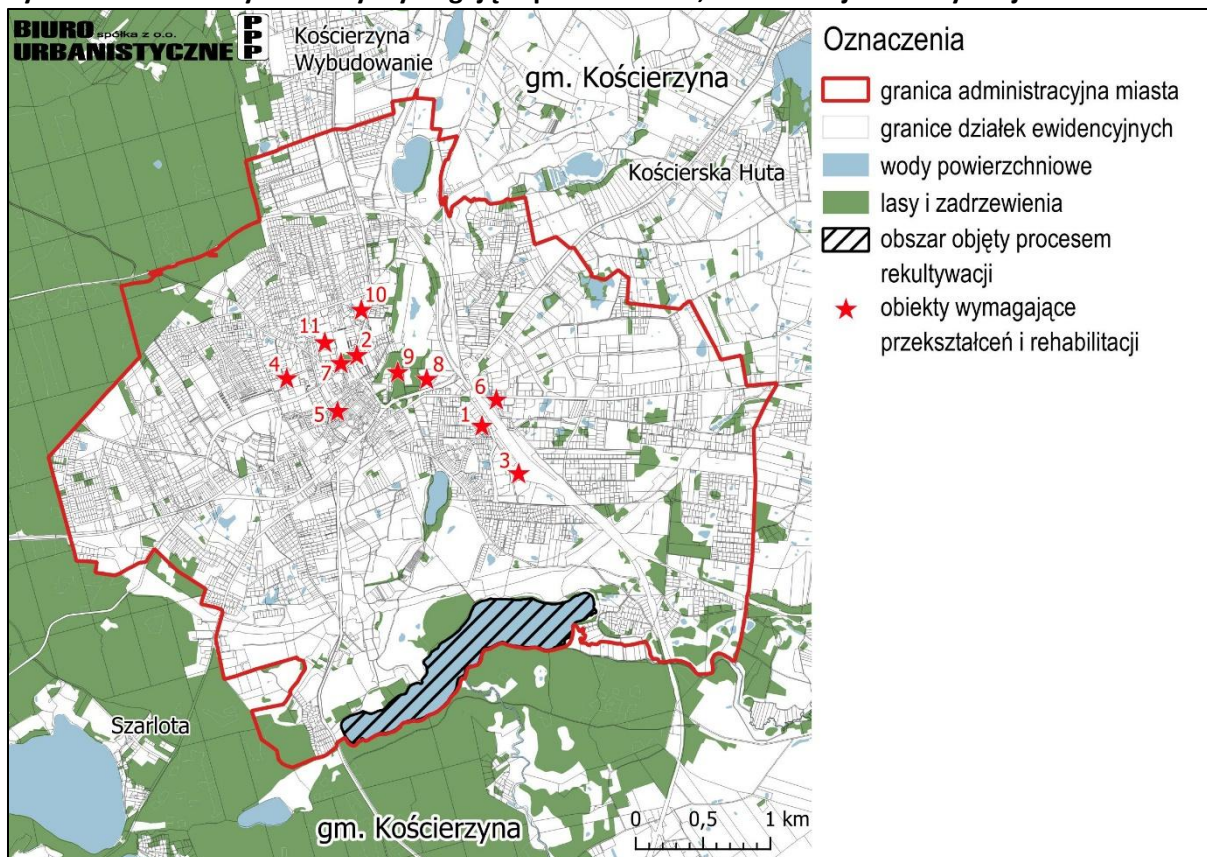 BIURO spółka z o.o.
URBANISTYCZNE
PPP
Kościerzyna
Wybudowanie
gm. Kościerzyna
Kościerska Huta
10
11
2
7
4
9
8
5
6
1
3
Szarlota
gm. Kościerzyna
0 0,5 1 km
Oznaczenia
granica administracyjna miasta
granice działek ewidencyjnych
wody powierzchniowe
lasy i zadrzewienia
obszar objęty procesem
rekultywacji
obiekty wymagające
przekształceń i rehabilitacji